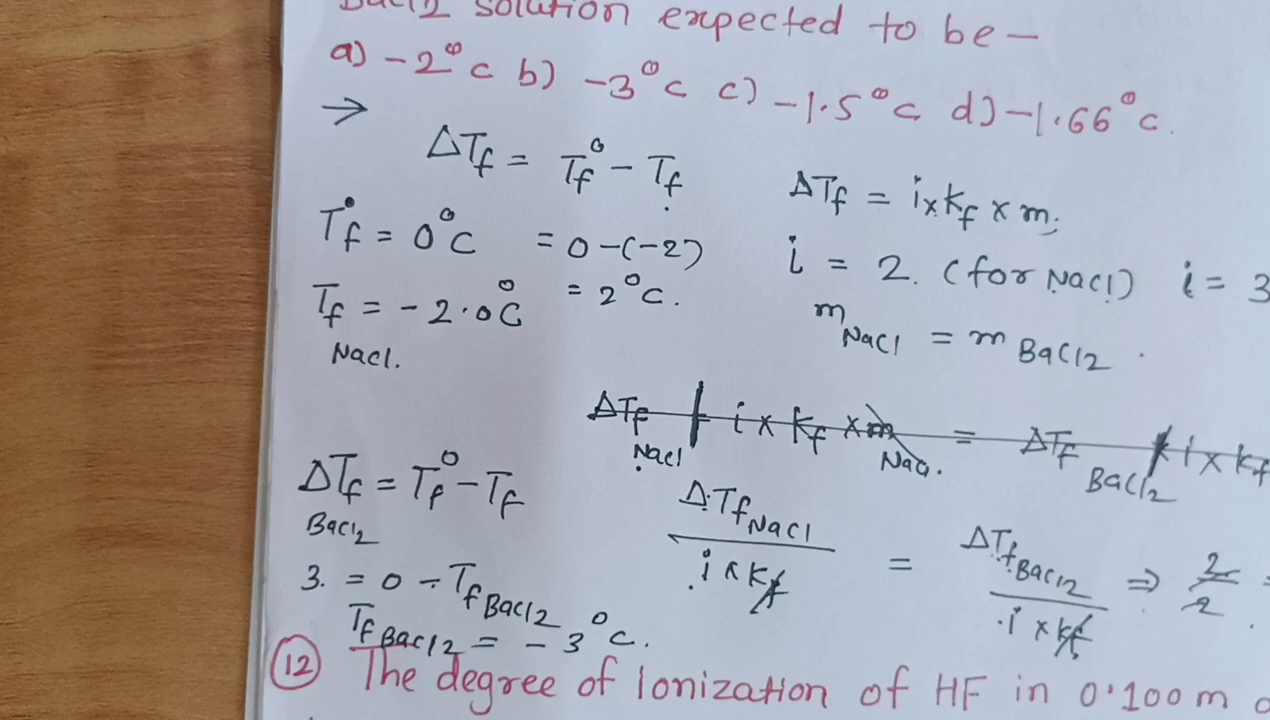 BaCl2 solution expected to be -
a) -2°C b) -3°C c) -1.5°C d) -1.66°C.
→
ΔTf = Tf° - Tf
Tf° = 0°C = 0-(-2)
Tf = -2.0°C = 2°C.
NaCl.
ΔTf = i x kf x m.
i = 2. (for NaCl) i = 3
m NaCl = m BaCl2.
ΔTf NaCl / i x kf x m NaCl. = ΔTf BaCl2 / i x kf
ΔTf NaCl / i x kf = ΔTf BaCl2 / i x kf ⇒ 2/2 =
ΔTf BaCl2 = Tf° - Tf
3. = 0 - Tf BaCl2
Tf BaCl2 = -3°C.
(12) The degree of Ionization of HF in 0.100 m